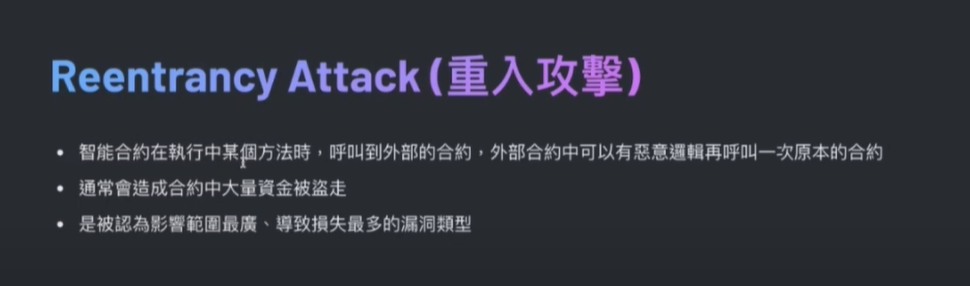 Reentrancy Attack (重入攻擊)
• 智能合約在執行中某個方法時，呼叫到外部的合約，外部合約中可以有惡意邏輯再呼叫一次原本的合約
• 通常會造成合約中大量資金被盜走
• 是被認為影響範圍最廣、導致損失最多的漏洞類型